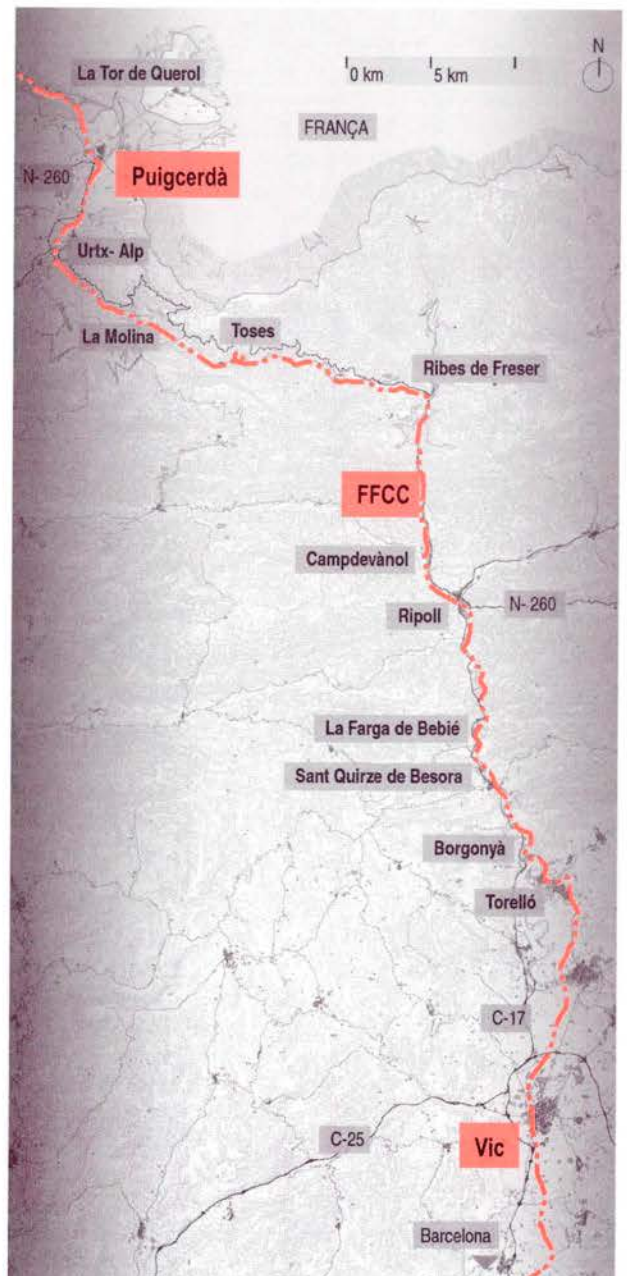 La Tor de Querol
0 km 5 km
N
FRANÇA
N- 260
Puigcerdà
Urtx- Alp
La Molina
Toses
Ribes de Freser
FFCC
Campdevànol
Ripoll
N- 260
La Farga de Bebié
Sant Quirze de Besora
Borgonyà
Torelló
C-17
C-25
Vic
Barcelona